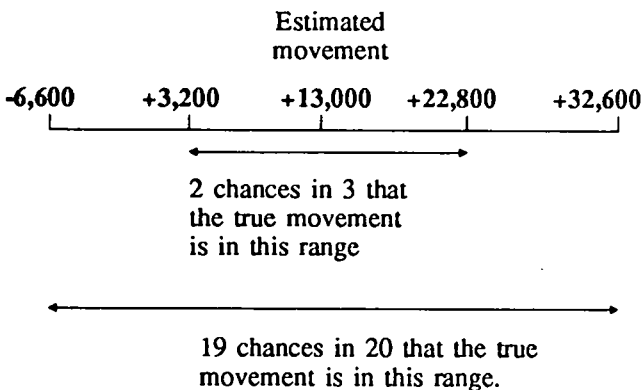 Estimated
movement
-6,600 +3,200 +13,000 +22,800 +32,600
2 chances in 3 that
the true movement
is in this range
19 chances in 20 that the true
movement is in this range.